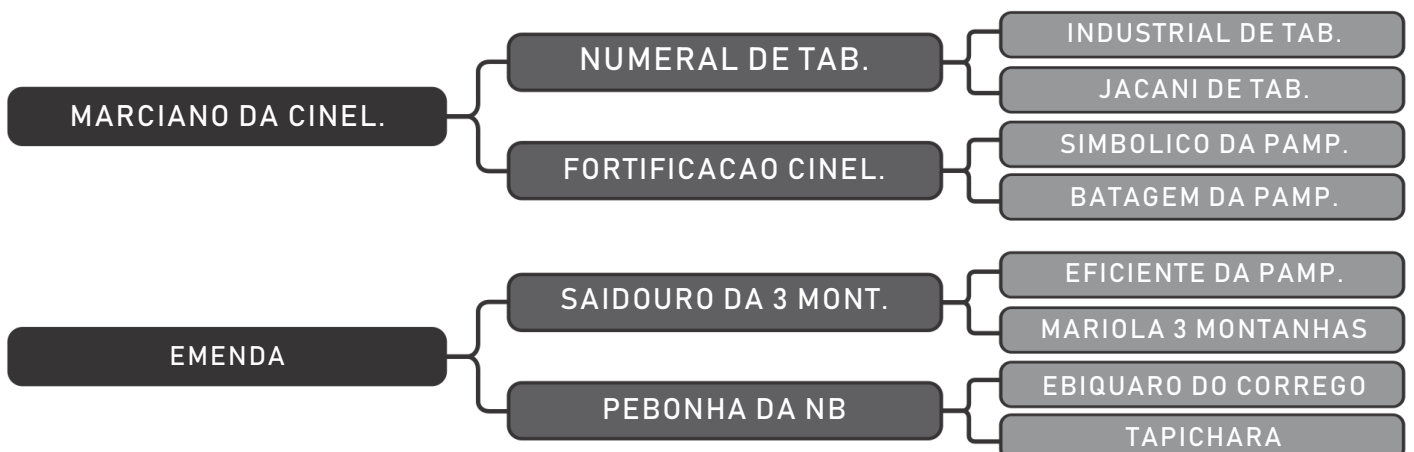 MARCIANO DA CINEL.
NUMERAL DE TAB.
FORTIFICACAO CINEL.
INDUSTRIAL DE TAB.
JACANI DE TAB.
SIMBOLICO DA PAMP.
BATAGEM DA PAMP.
EMENDA
SAIDOURO DA 3 MONT.
PEBONHA DA NB
EFICIENTE DA PAMP.
MARIOLA 3 MONTANHAS
EBIQUARO DO CORREGO
TAPICHARA